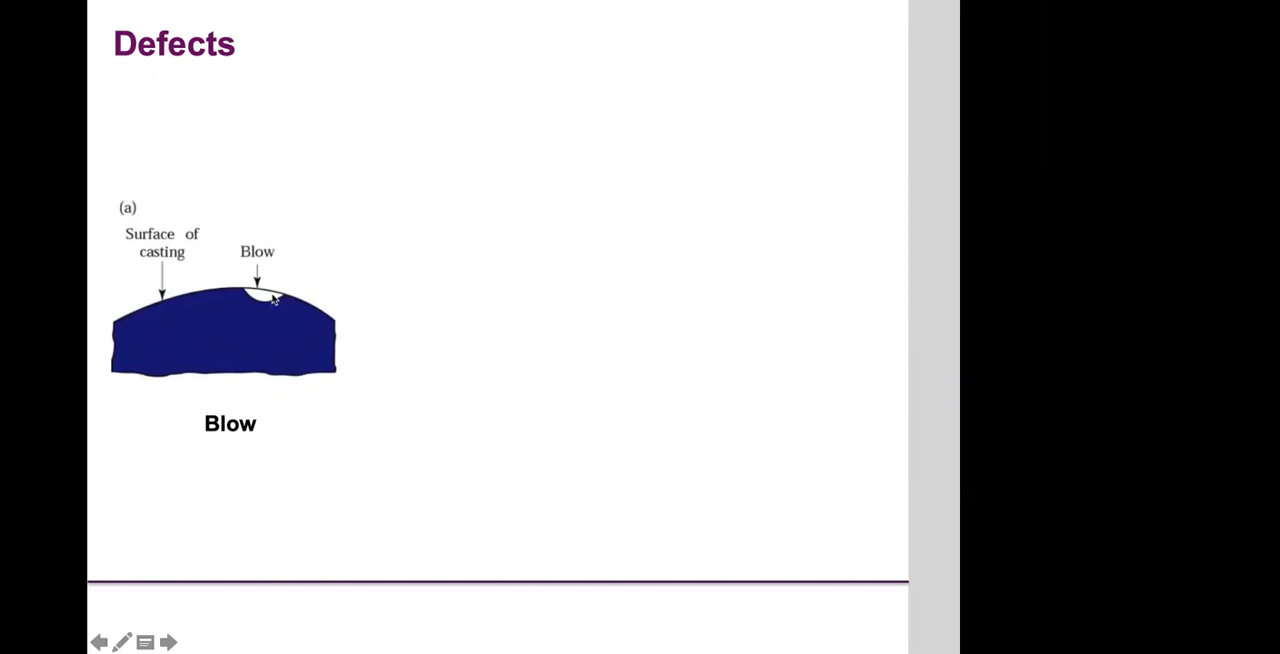 Defects
(a)
Surface of
casting
Blow
Blow